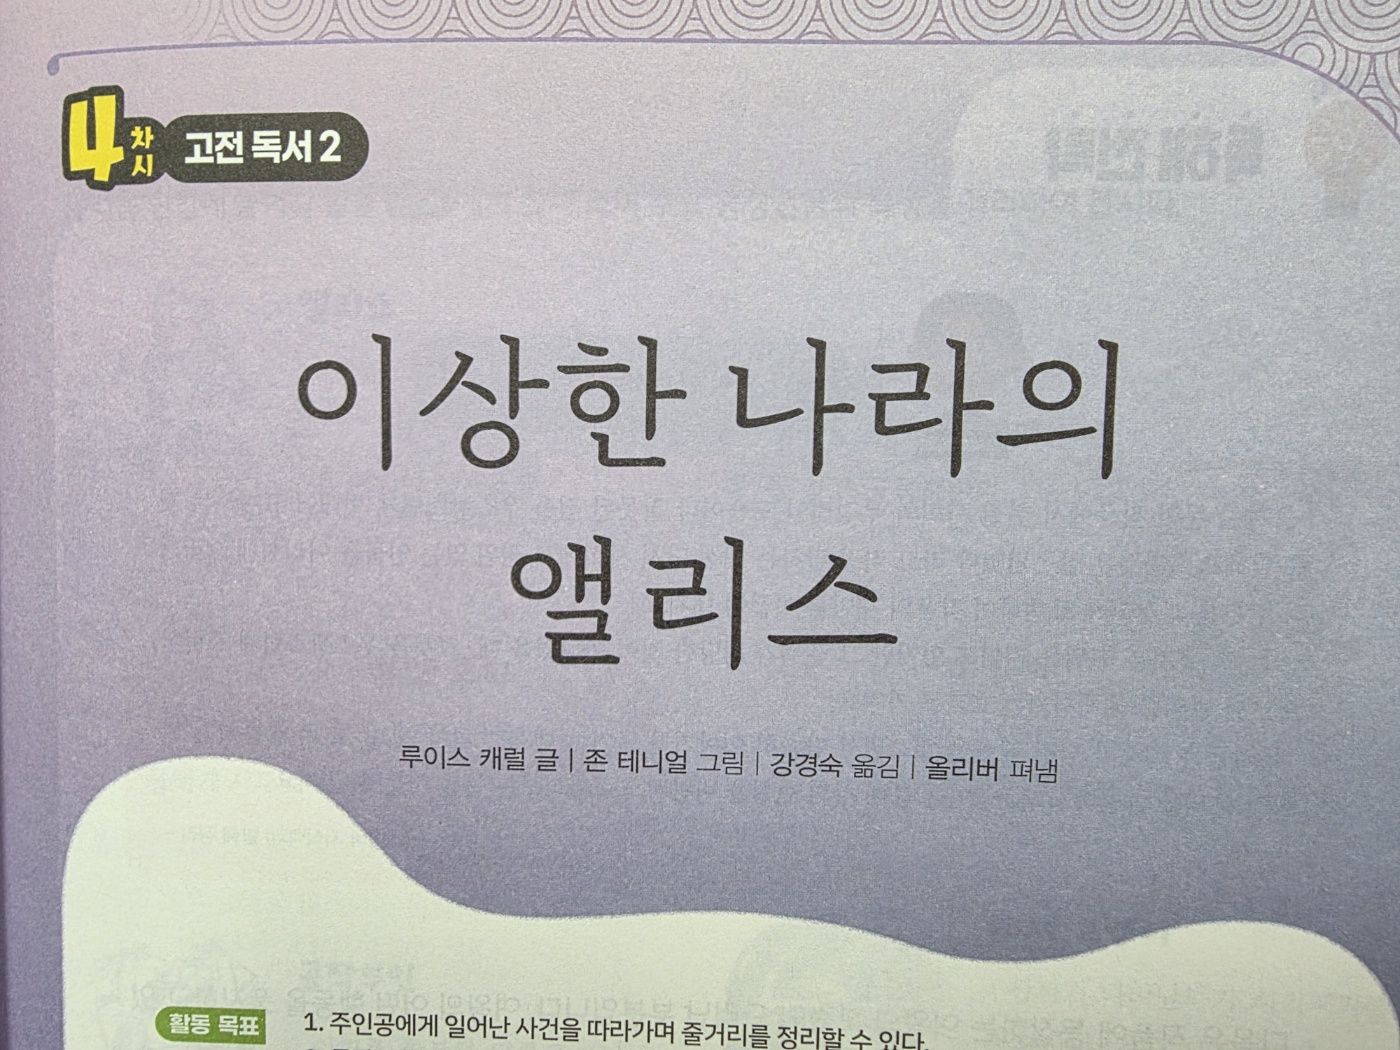 4차시 고전 독서 2
이상한 나라의
앨리스
루이스 캐럴 글 | 존 테니얼 그림 | 강경숙 옮김 | 올리버 펴냄
활동 목표 1. 주인공에게 일어난 사건을 따라가며 줄거리를 정리할 수 있다.